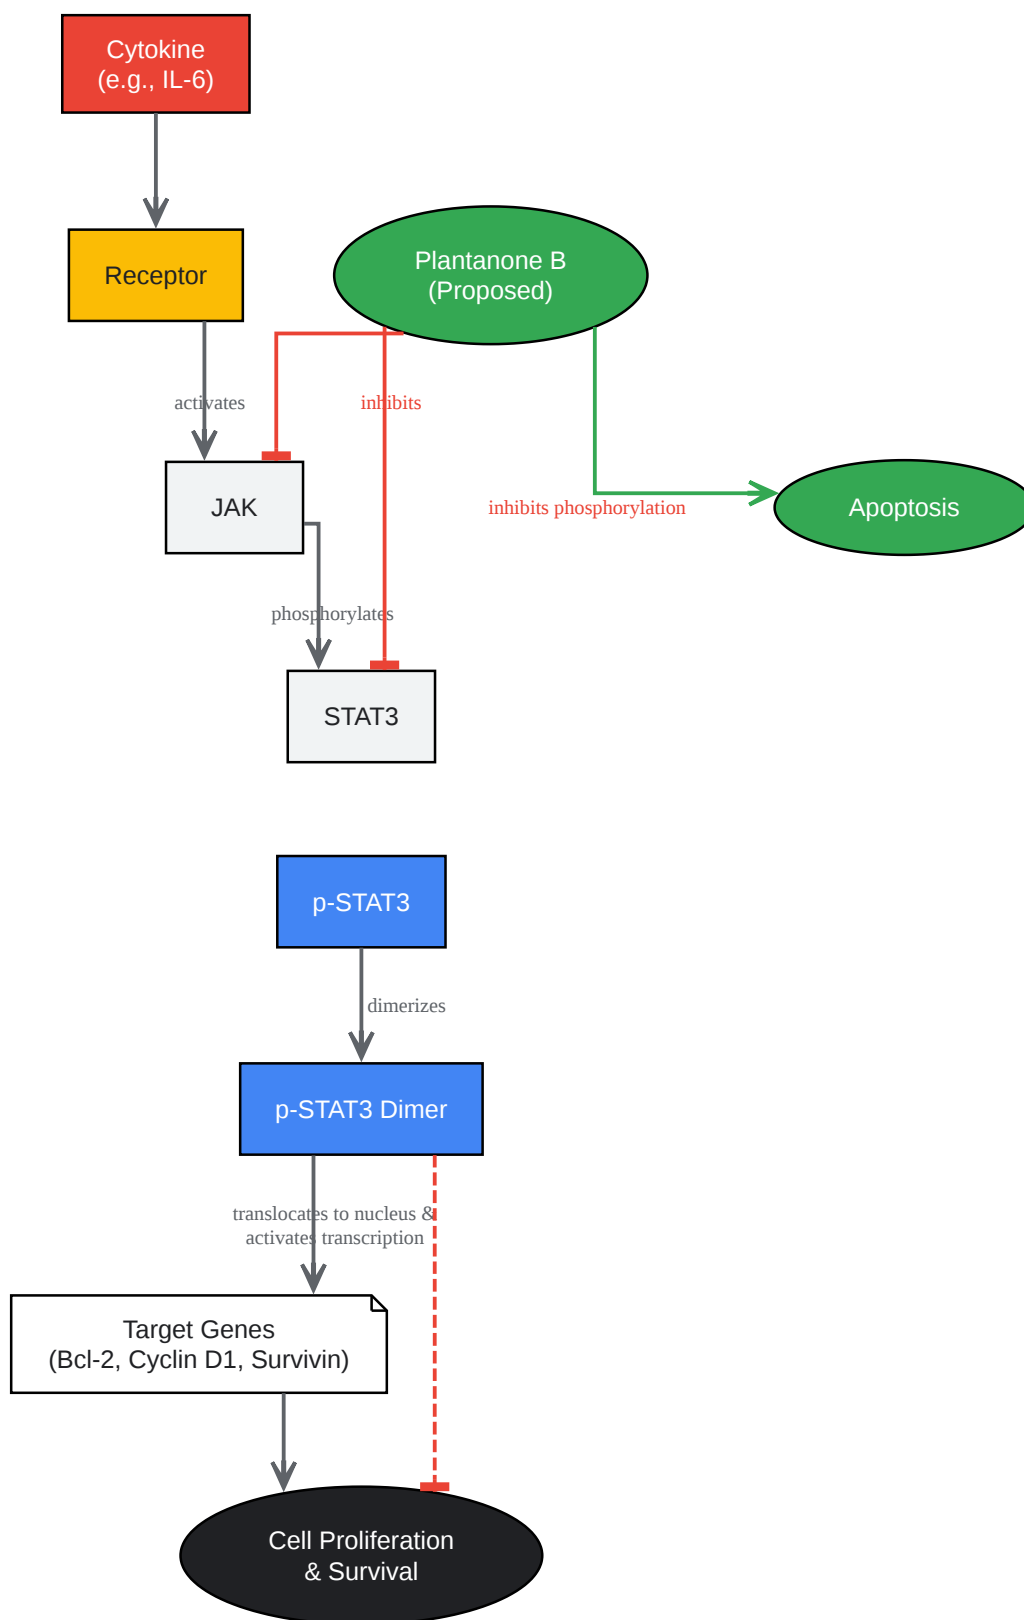 Cytokine
(e.g., IL-6)
Receptor
Plantanone B
(Proposed)
activates
inhibits
JAK
inhibits phosphorylation
Apoptosis
phosphorylates
STAT3
p-STAT3
dimerizes
p-STAT3 Dimer
translocates to nucleus &
activates transcription
Target Genes
(Bcl-2, Cyclin D1, Survivin)
Cell Proliferation
& Survival